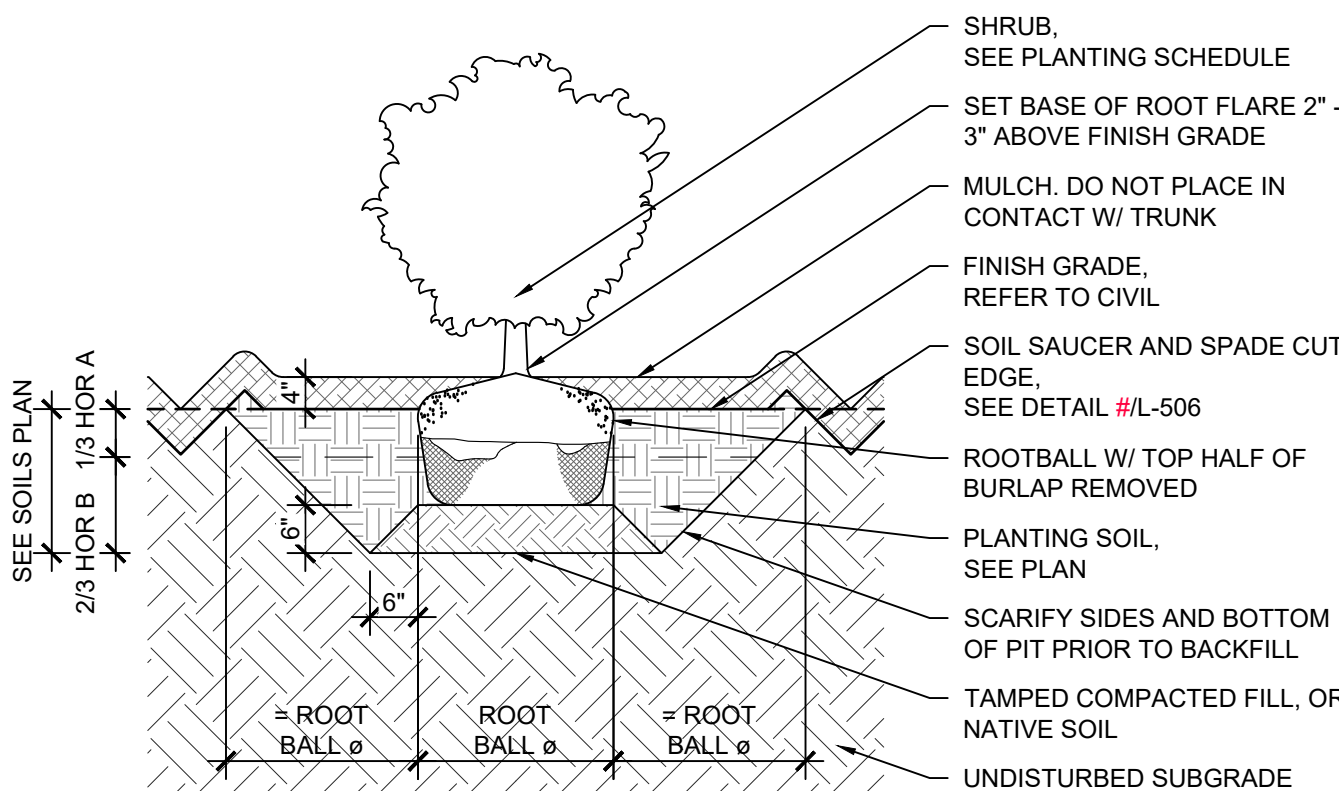 SHRUB,
SEE PLANTING SCHEDULE
SET BASE OF ROOT FLARE 2" -
3" ABOVE FINISH GRADE
MULCH. DO NOT PLACE IN
CONTACT W/ TRUNK
FINISH GRADE,
REFER TO CIVIL
SOIL SAUCER AND SPADE CUT
EDGE,
SEE DETAIL #/L-506
ROOTBALL W/ TOP HALF OF
BURLAP REMOVED
PLANTING SOIL,
SEE PLAN
SCARIFY SIDES AND BOTTOM
OF PIT PRIOR TO BACKFILL
TAMPED COMPACTED FILL, OR
NATIVE SOIL
UNDISTURBED SUBGRADE
SEE SOILS PLAN
1/3 HOR A
2/3 HOR B
4"
6"
6"
= ROOT
BALL ø
ROOT
BALL ø
= ROOT
BALL ø